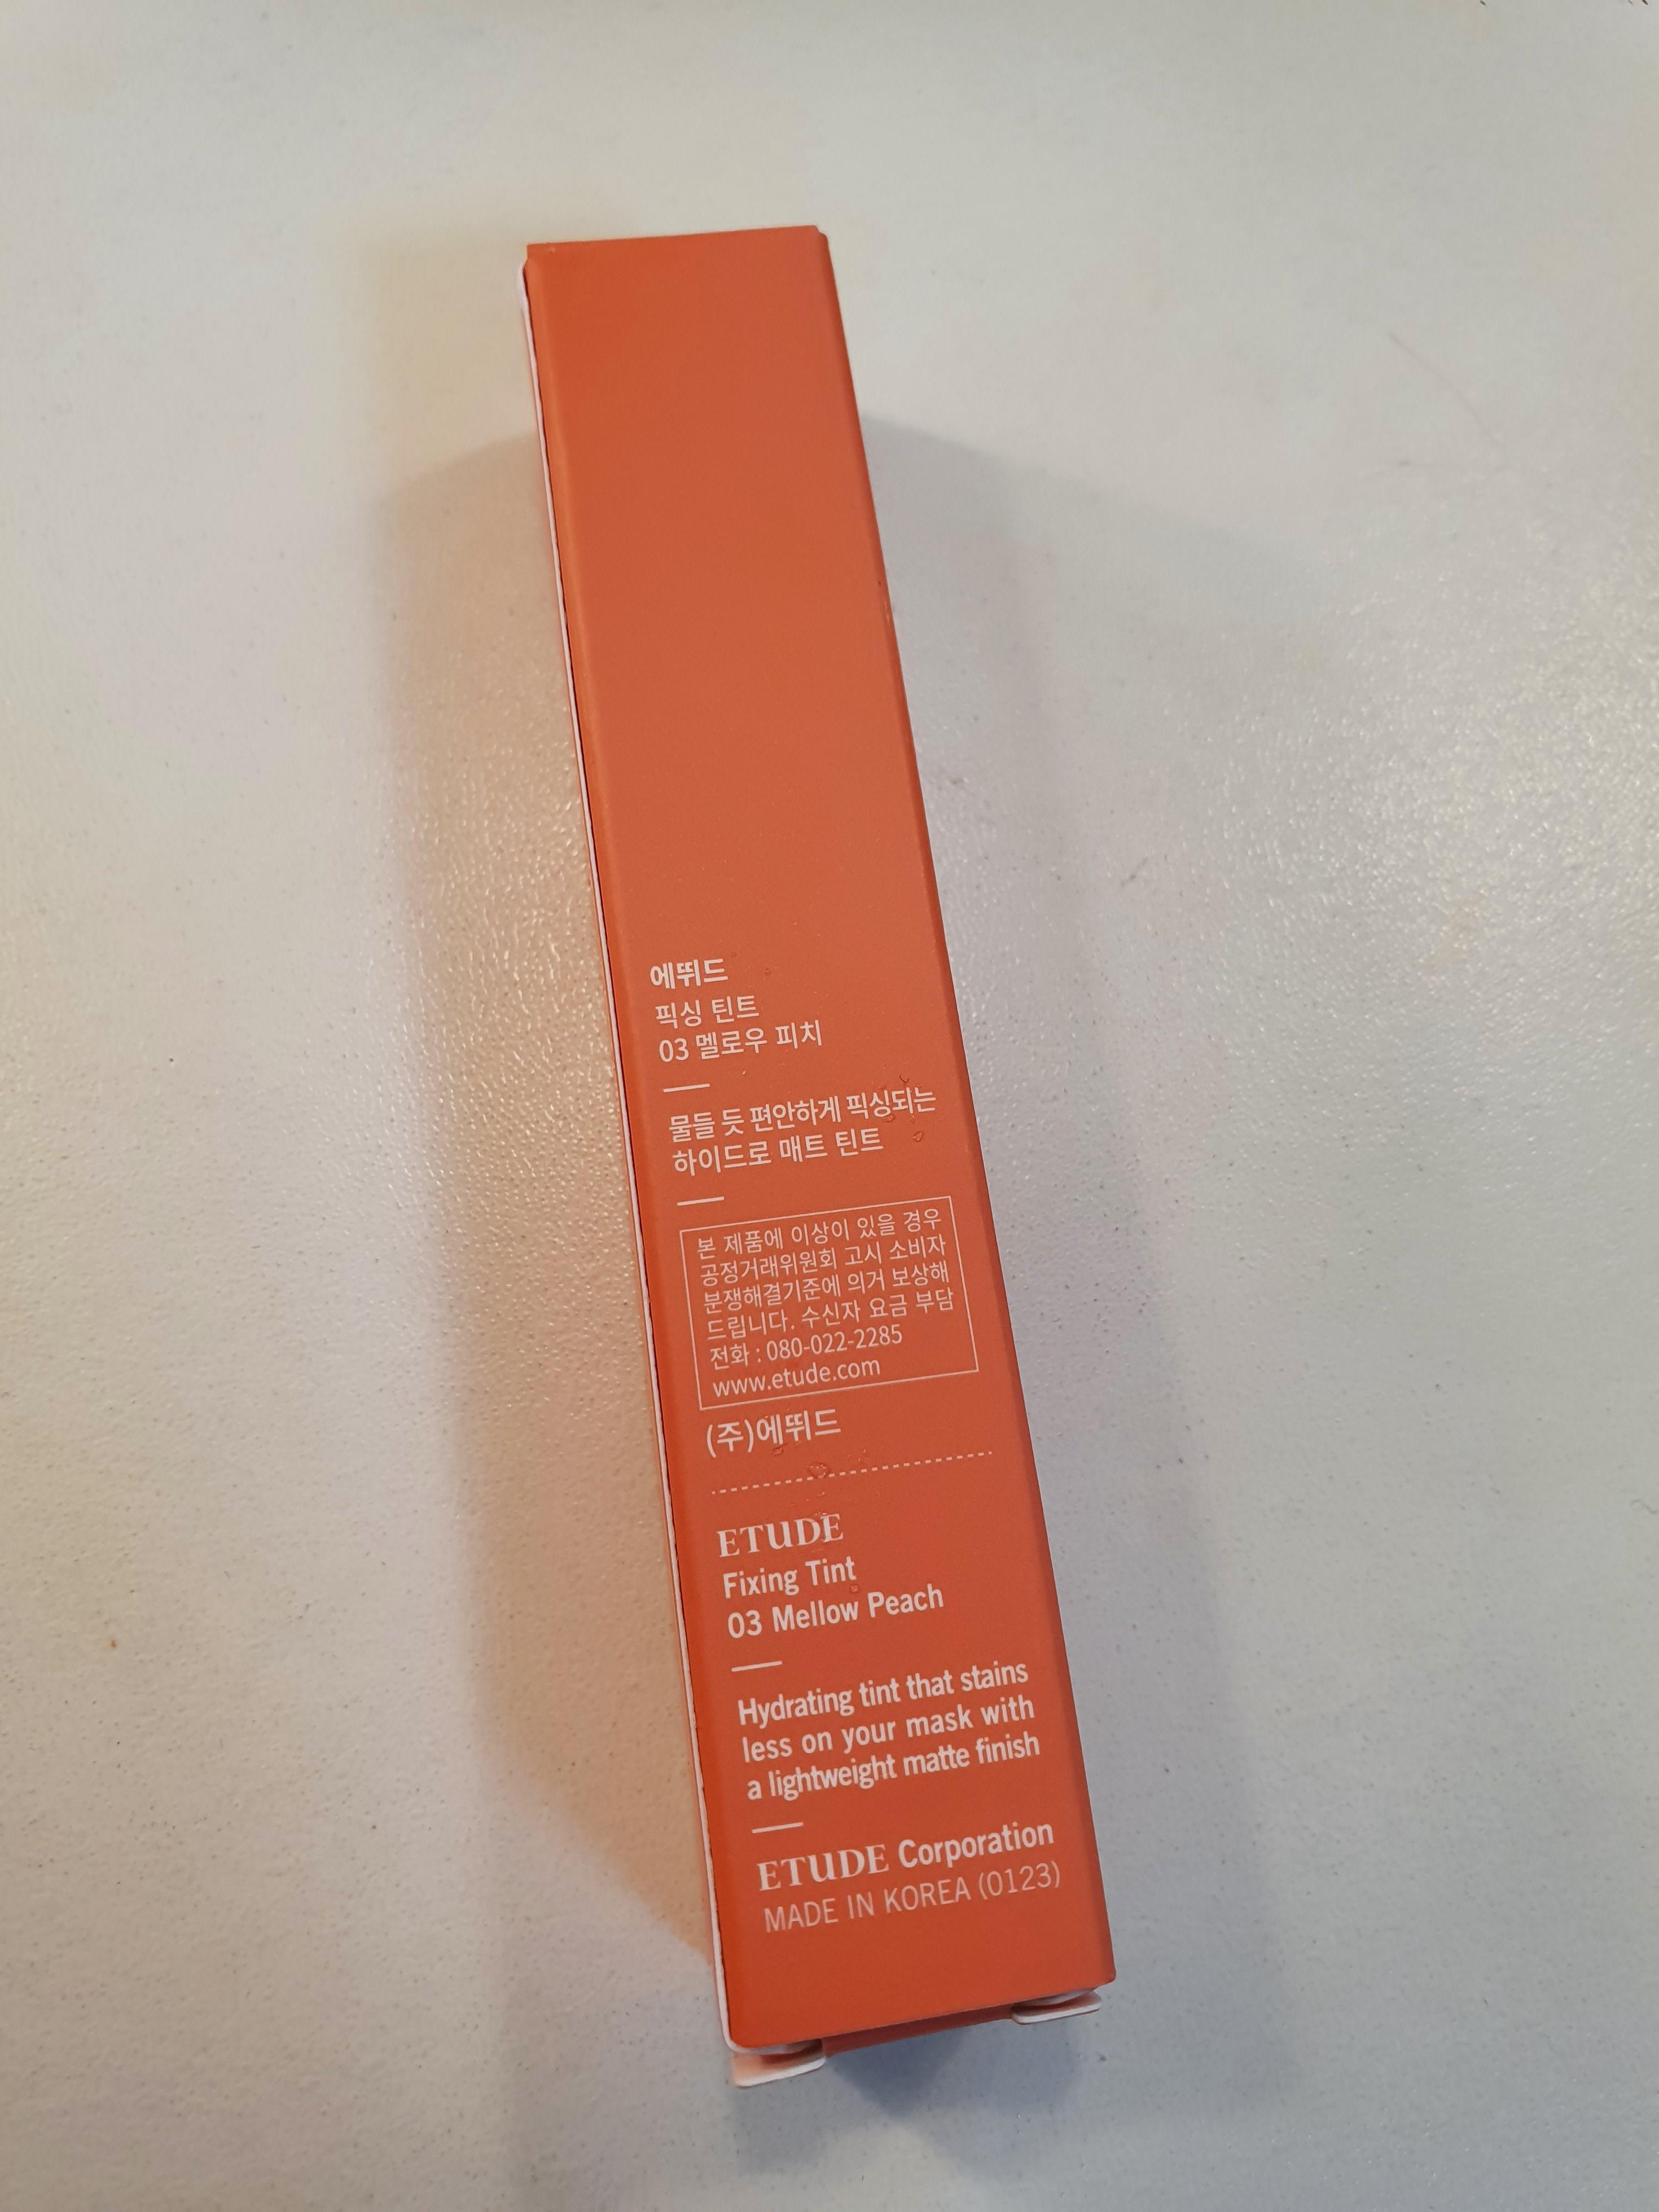 에뛰드
픽싱 틴트
03 멜로우 피치
물들 듯 편안하게 픽싱되는
하이드로 매트 틴트
본 제품에 이상이 있을 경우
공정거래위원회 고시 소비자
분쟁해결기준에 의거 보상해
드립니다. 수신자 요금 부담
전화 : 080-022-2285
www.etude.com
(주)에뛰드
ETUDE
Fixing Tint
03 Mellow Peach
Hydrating tint that stains
less on your mask with
a lightweight matte finish
ETUDE Corporation
MADE IN KOREA (0123)